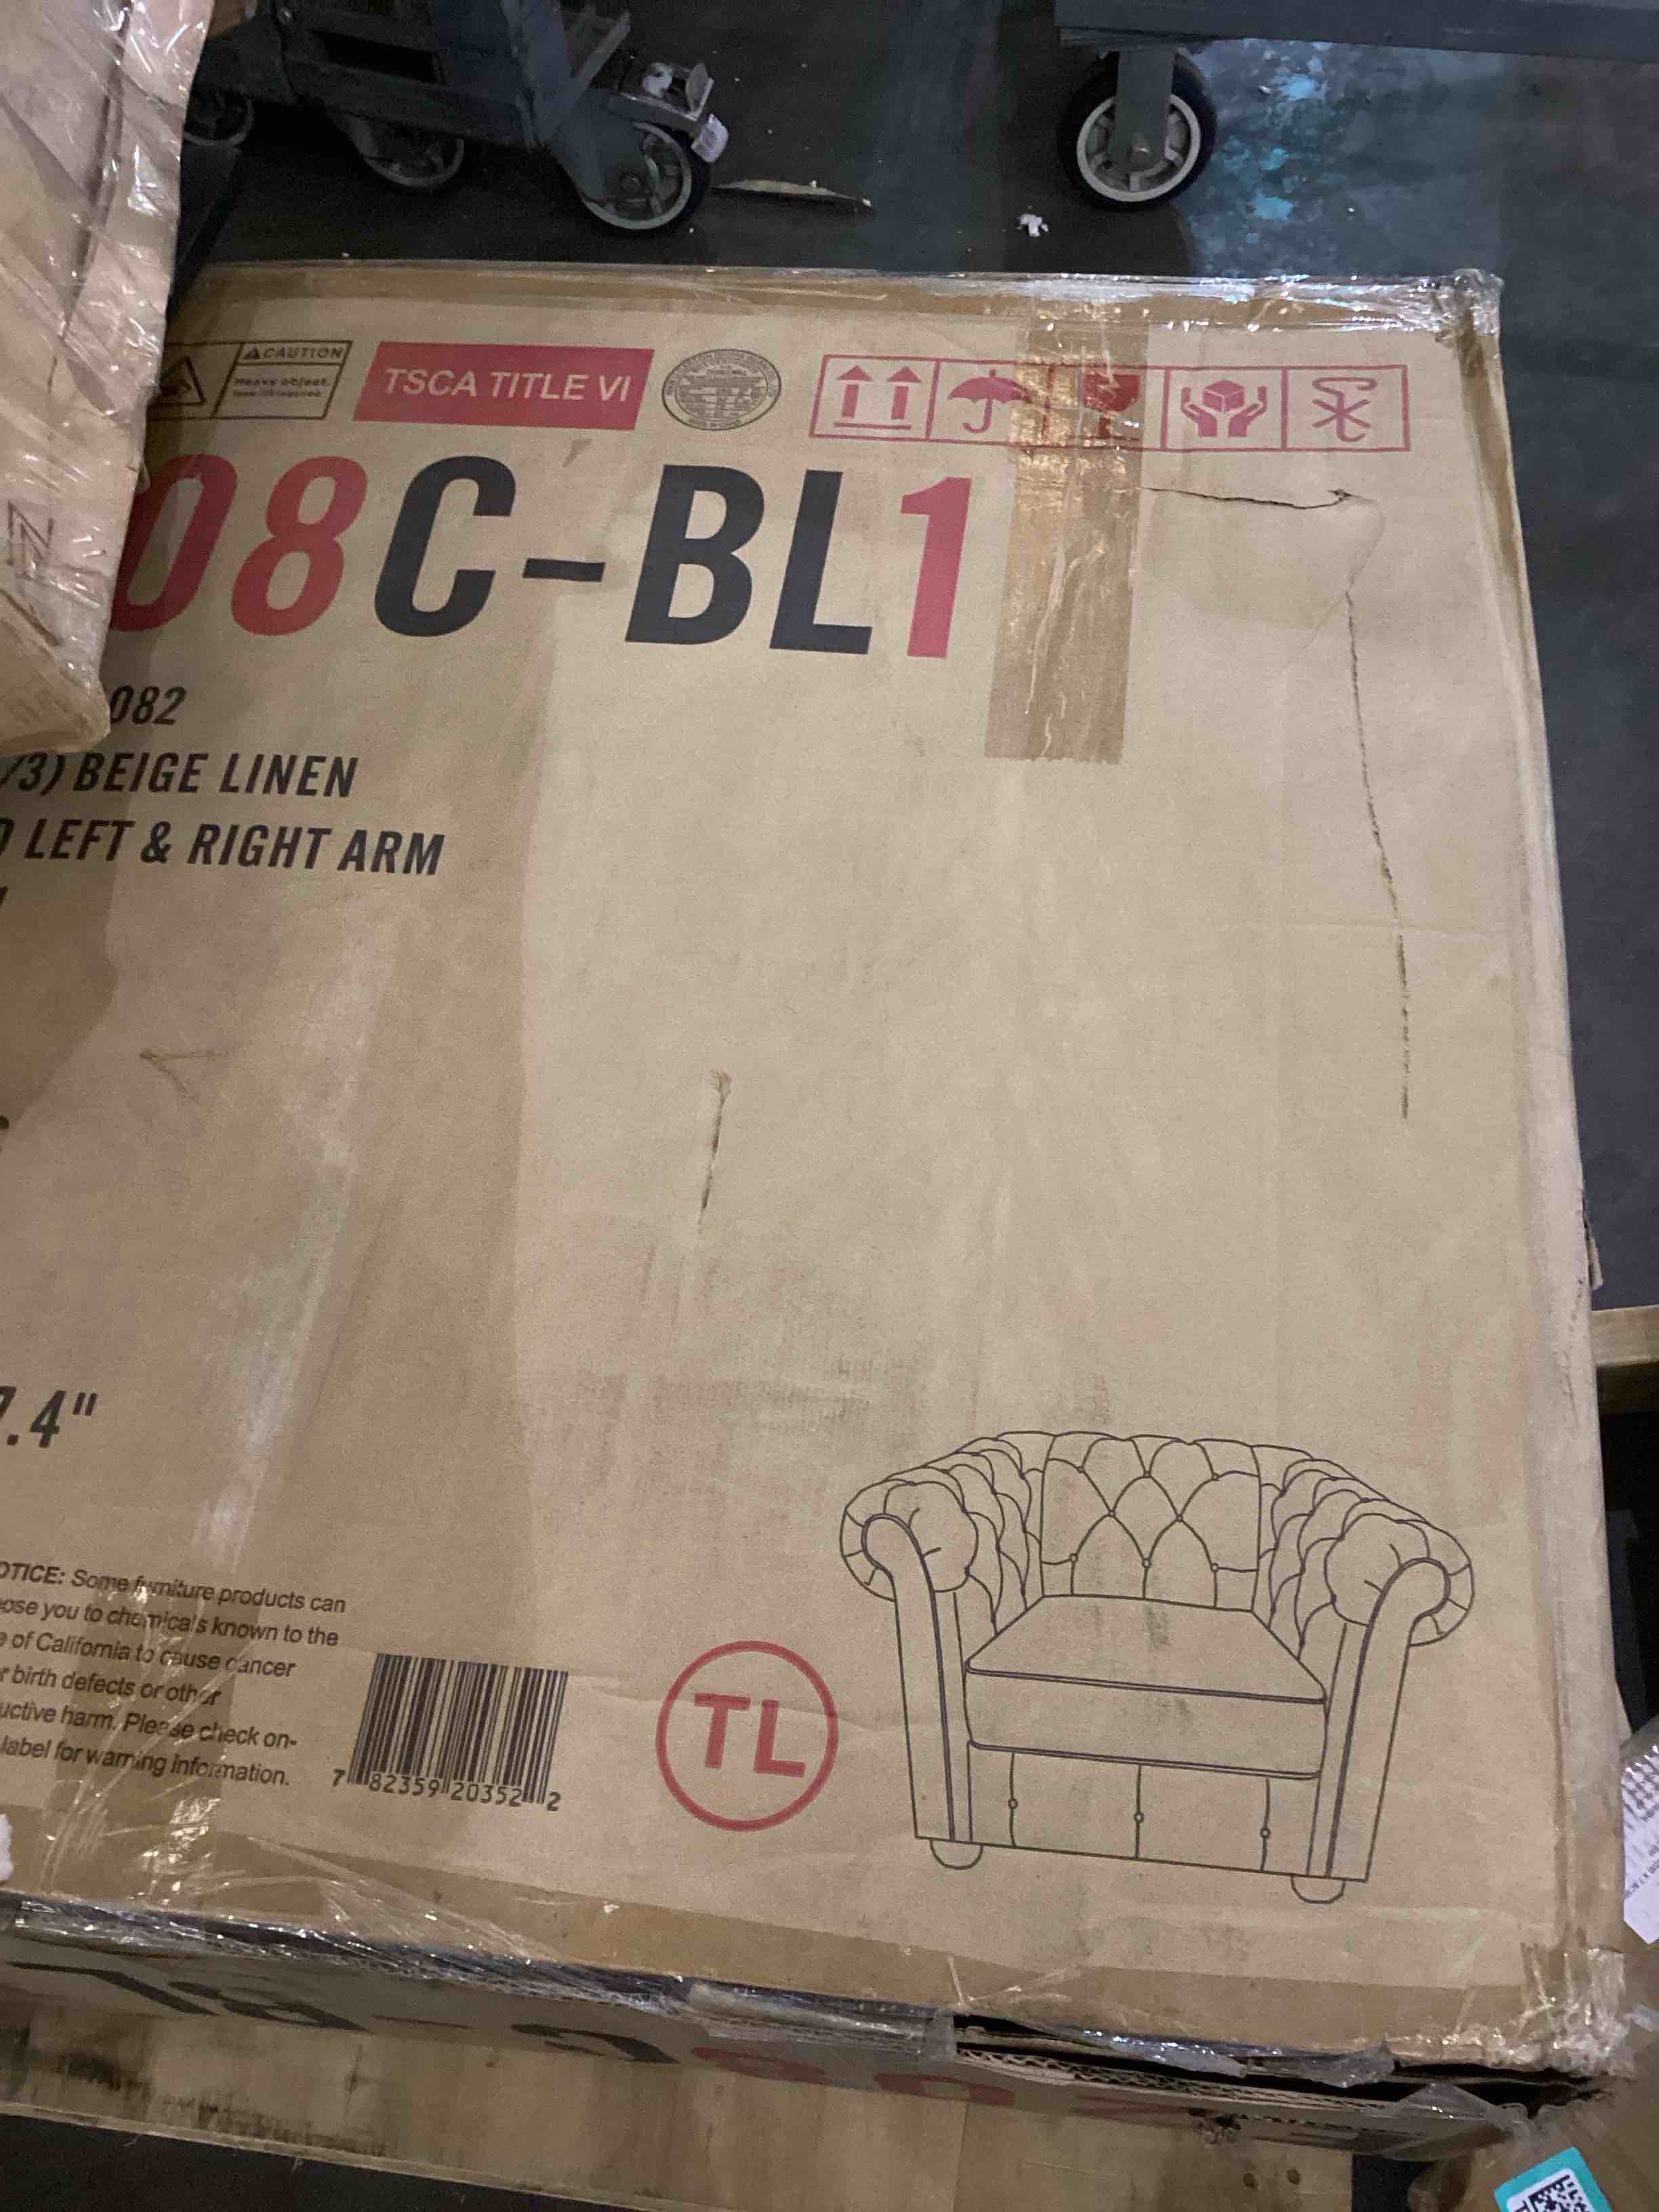 CAUTION
Heavy object.
TSCA TITLE VI
08C-BL1
082
/3) BEIGE LINEN
LEFT & RIGHT ARM
7.4"
OTICE: Some furniture products can
ose you to chemicals known to the
e of California to cause cancer
r birth defects or other
uctive harm. Please check on-
label for warning information.
7 82359 20352 2
TL